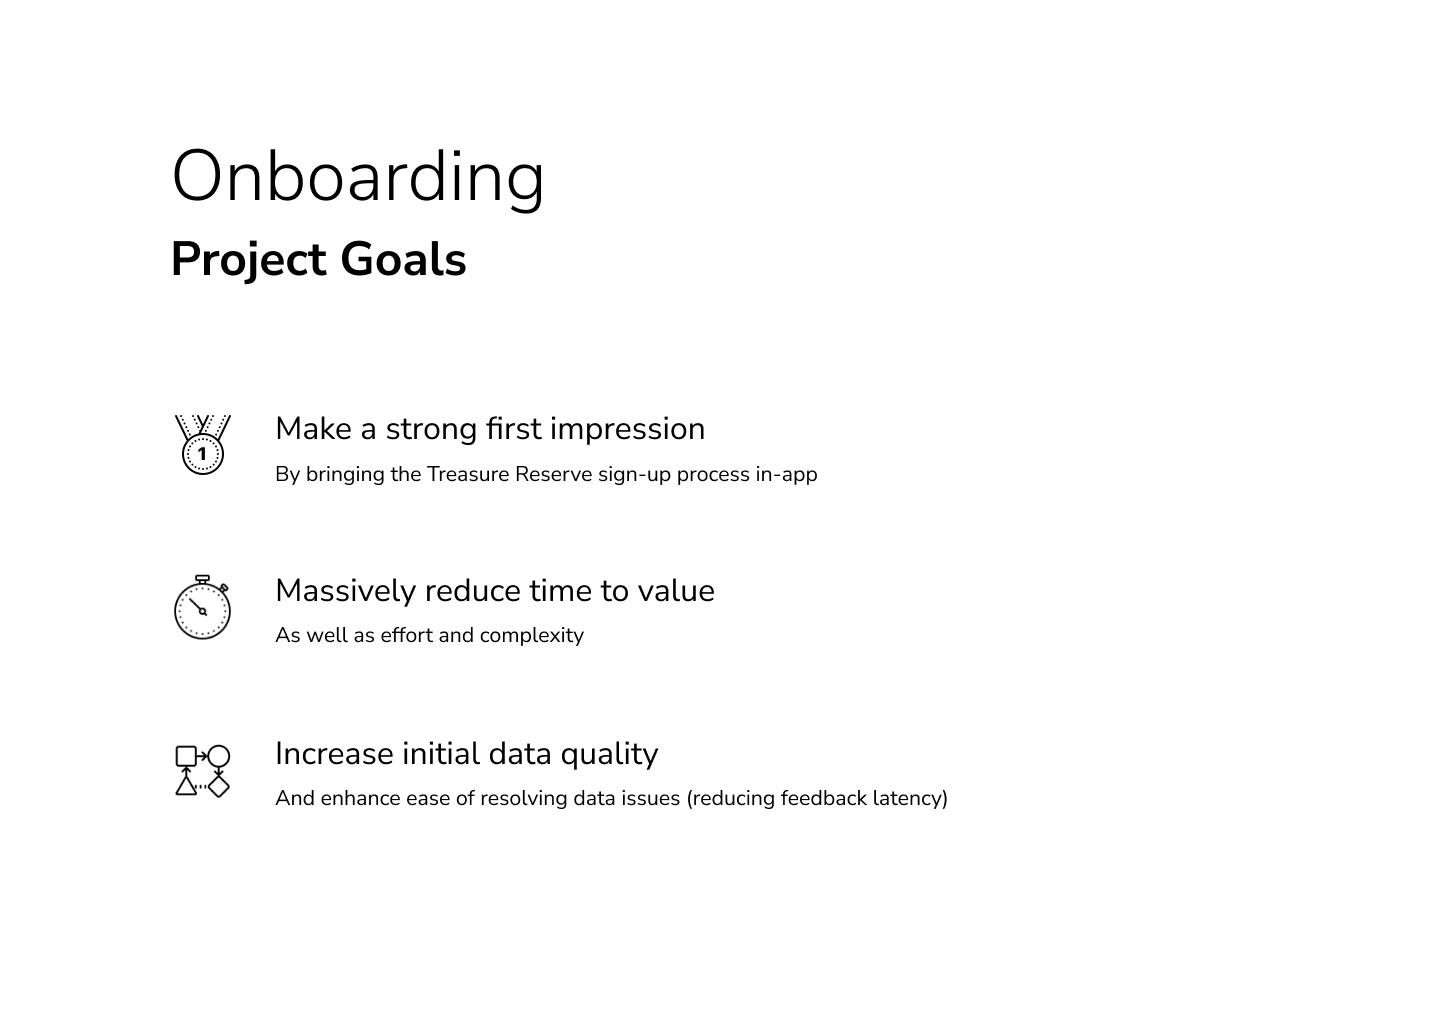 Onboarding
Project Goals
1
Make a strong first impression
By bringing the Treasure Reserve sign-up process in-app
Massively reduce time to value
As well as effort and complexity
Increase initial data quality
And enhance ease of resolving data issues (reducing feedback latency)